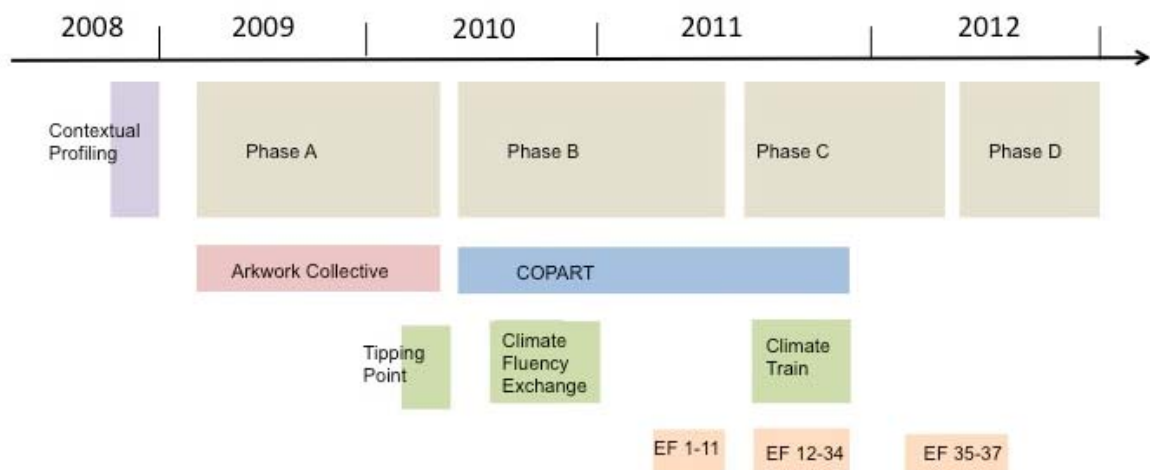 2008 2009 2010 2011 2012
Contextual
Profiling
Phase A
Phase B
Phase C
Phase D
Arkwork Collective
COPART
Tipping
Point
Climate
Fluency
Exchange
Climate
Train
EF 1-11
EF 12-34
EF 35-37